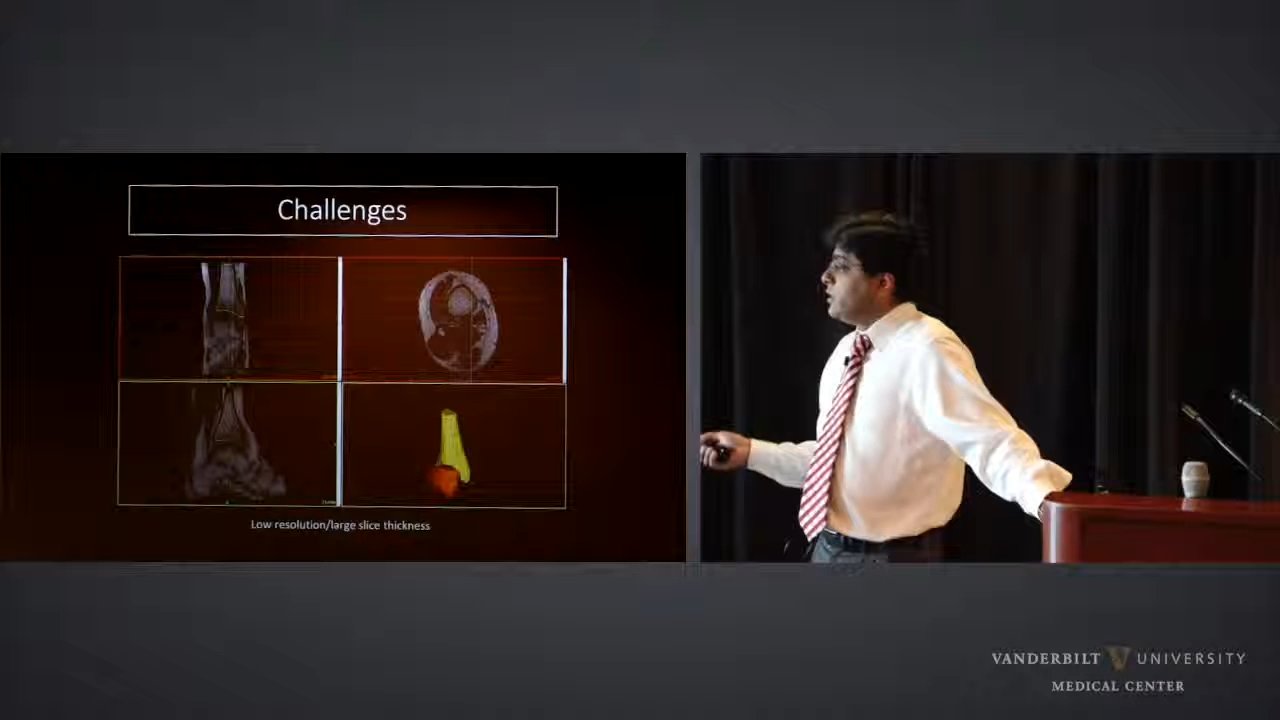 Challenges
Low resolution/large slice thickness
VANDERBILT UNIVERSITY
MEDICAL CENTER